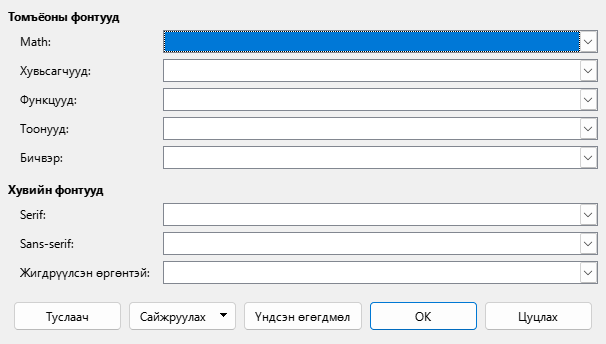 Томъёоны фонтууд
Math:
Хувьсагчууд:
Функцууд:
Тоонууд:
Бичвэр:
Хувийн фонтууд
Serif:
Sans-serif:
Жигдрүүлсэн өргөнтэй:
Туслаач Сайжруулах Үндсэн өгөгдмөл OK Цуцлах